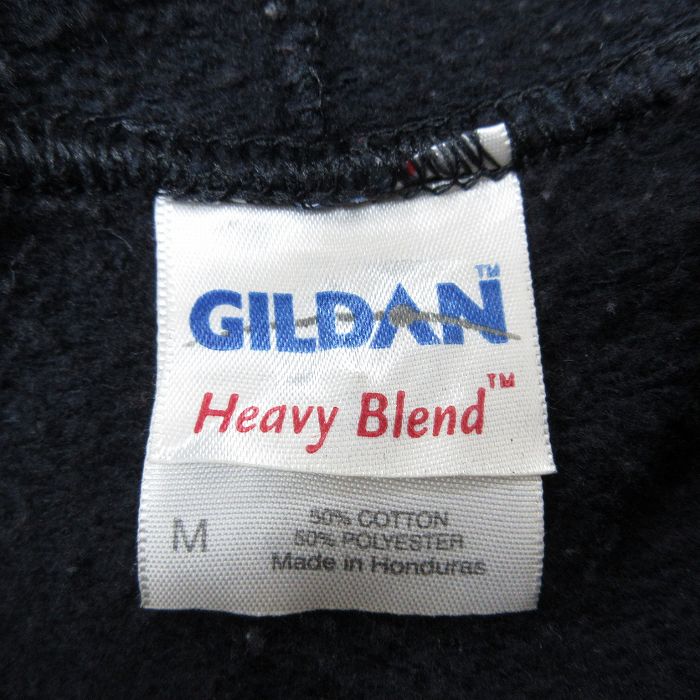 GILDAN™
Heavy Blend™
M
50% COTTON
50% POLYESTER
Made in Honduras